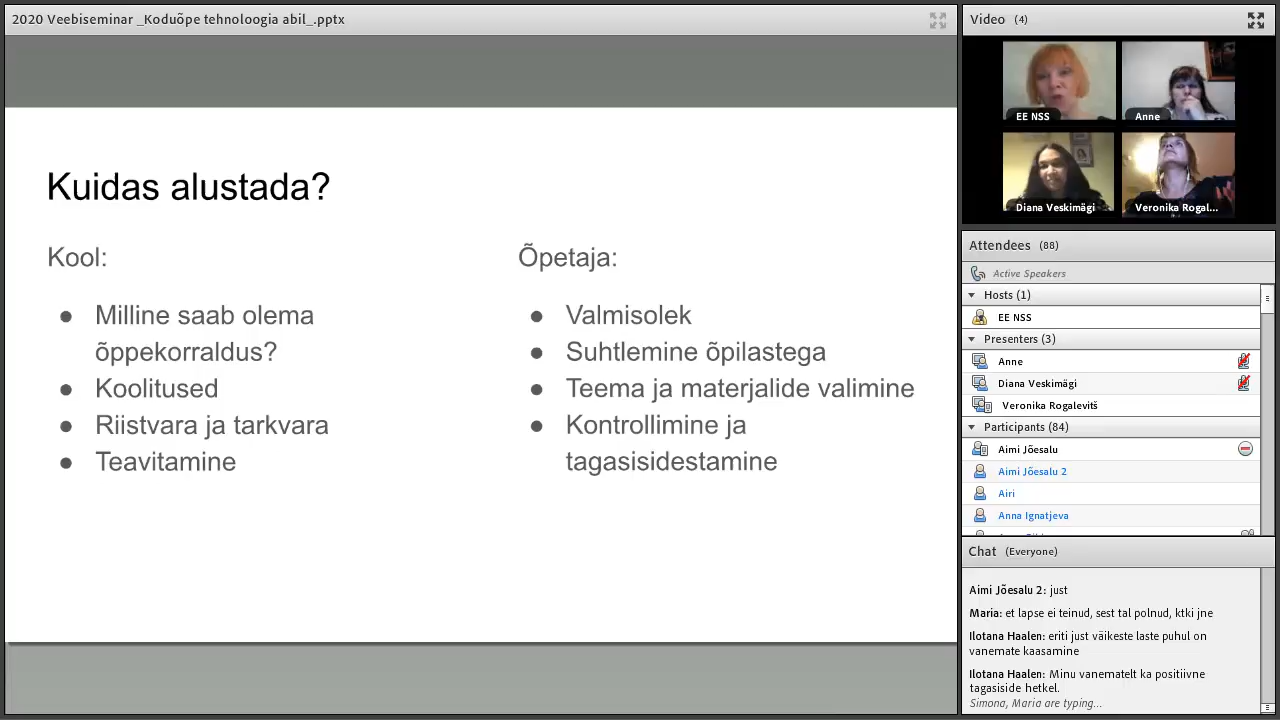 2020 Veebiseminar _Koduõpe tehnoloogia abil_.pptx
Kuidas alustada?
Kool:
● Milline saab olema
õppekorraldus?
● Koolitused
● Riistvara ja tarkvara
● Teavitamine
Õpetaja:
● Valmisolek
● Suhtlemine õpilastega
● Teema ja materjalide valimine
● Kontrollimine ja
tagasisidestamine
Video (4)
EE NSS
Anne
Diana Veskimägi
Veronika Rogal...
Attendees (88)
Active Speakers
Hosts (1)
EE NSS
Presenters (3)
Anne
Diana Veskimägi
Veronika Rogalevitš
Participants (84)
Aimi Jõesalu
Aimi Jõesalu 2
Airi
Anna Ignatjeva
Chat (Everyone)
Aimi Jõesalu 2: just
Maria: et lapse ei teinud, sest tal polnud, ktki jne
Ilotana Haalen: eriti just väikeste laste puhul on
vanemate kaasamine
Ilotana Haalen: Minu vanematelt ka positiivne
tagasiside hetkel.
Simona, Maria are typing...